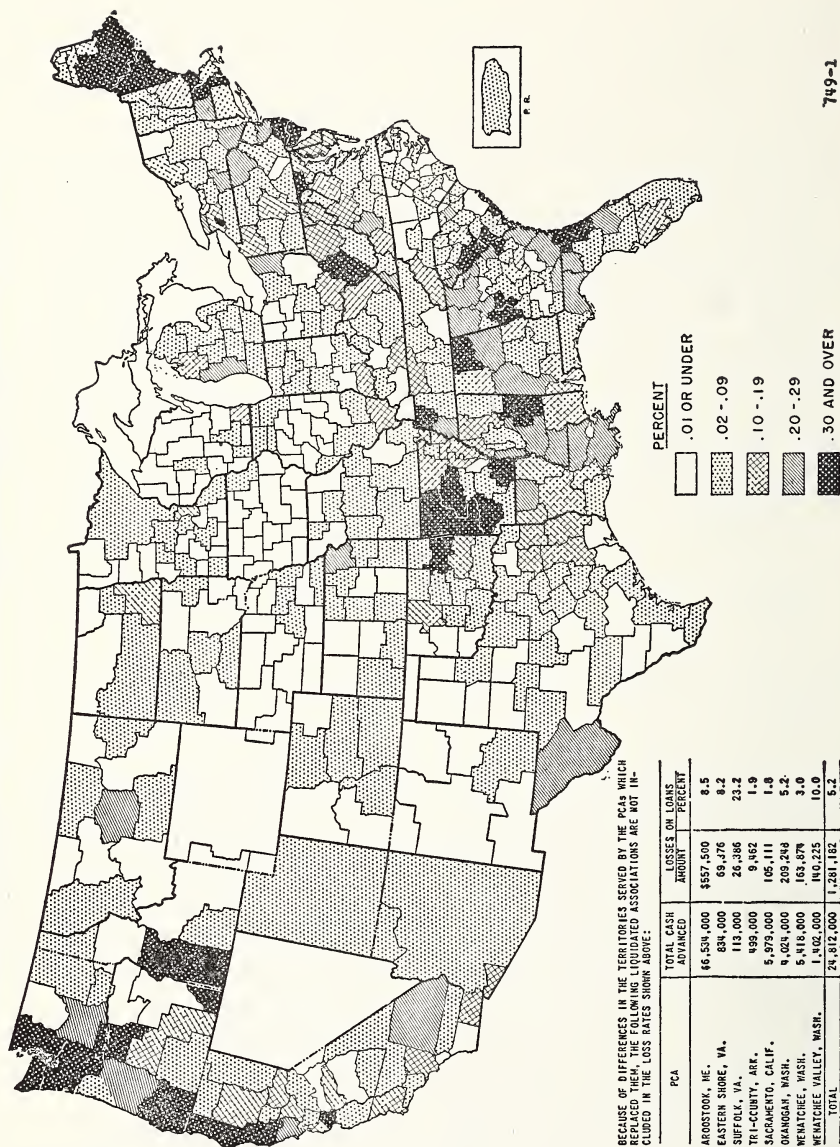 P. R.
PERCENT
.01 OR UNDER
.02 -.09
.10 -.19
.20 -.29
.30 AND OVER
BECAUSE OF DIFFERENCES IN THE TERRITORIES SERVED BY THE PCAs WHICH
REPLACED THEM, THE FOLLOWING LIQUIDATED ASSOCIATIONS ARE NOT IN-
CLUDED IN THE LOSS RATES SHOWN ABOVE:
PCA TOTAL CASH ADVANCED LOSSES ON LOANS AMOUNT PERCENT
AROOSTOOK, ME. $6,534,000 $557,500 8.5
EASTERN SHORE, VA. 834,000 69,376 8.2
SUFFOLK, VA. 113,000 26,386 23.2
TRI-COUNTY, ARK. 499,000 9,462 1.9
SACRAMENTO, CALIF. 5,979,000 105,111 1.8
OKANOGAN, WASH. 4,024,000 209,248 5.2
WENATCHEE, WASH. 5,418,000 163,874 3.0
WENATCHEE VALLEY, WASH. 1,402,000 140,225 10.0
TOTAL 24,812,000 1,281,182 5.2
749-1